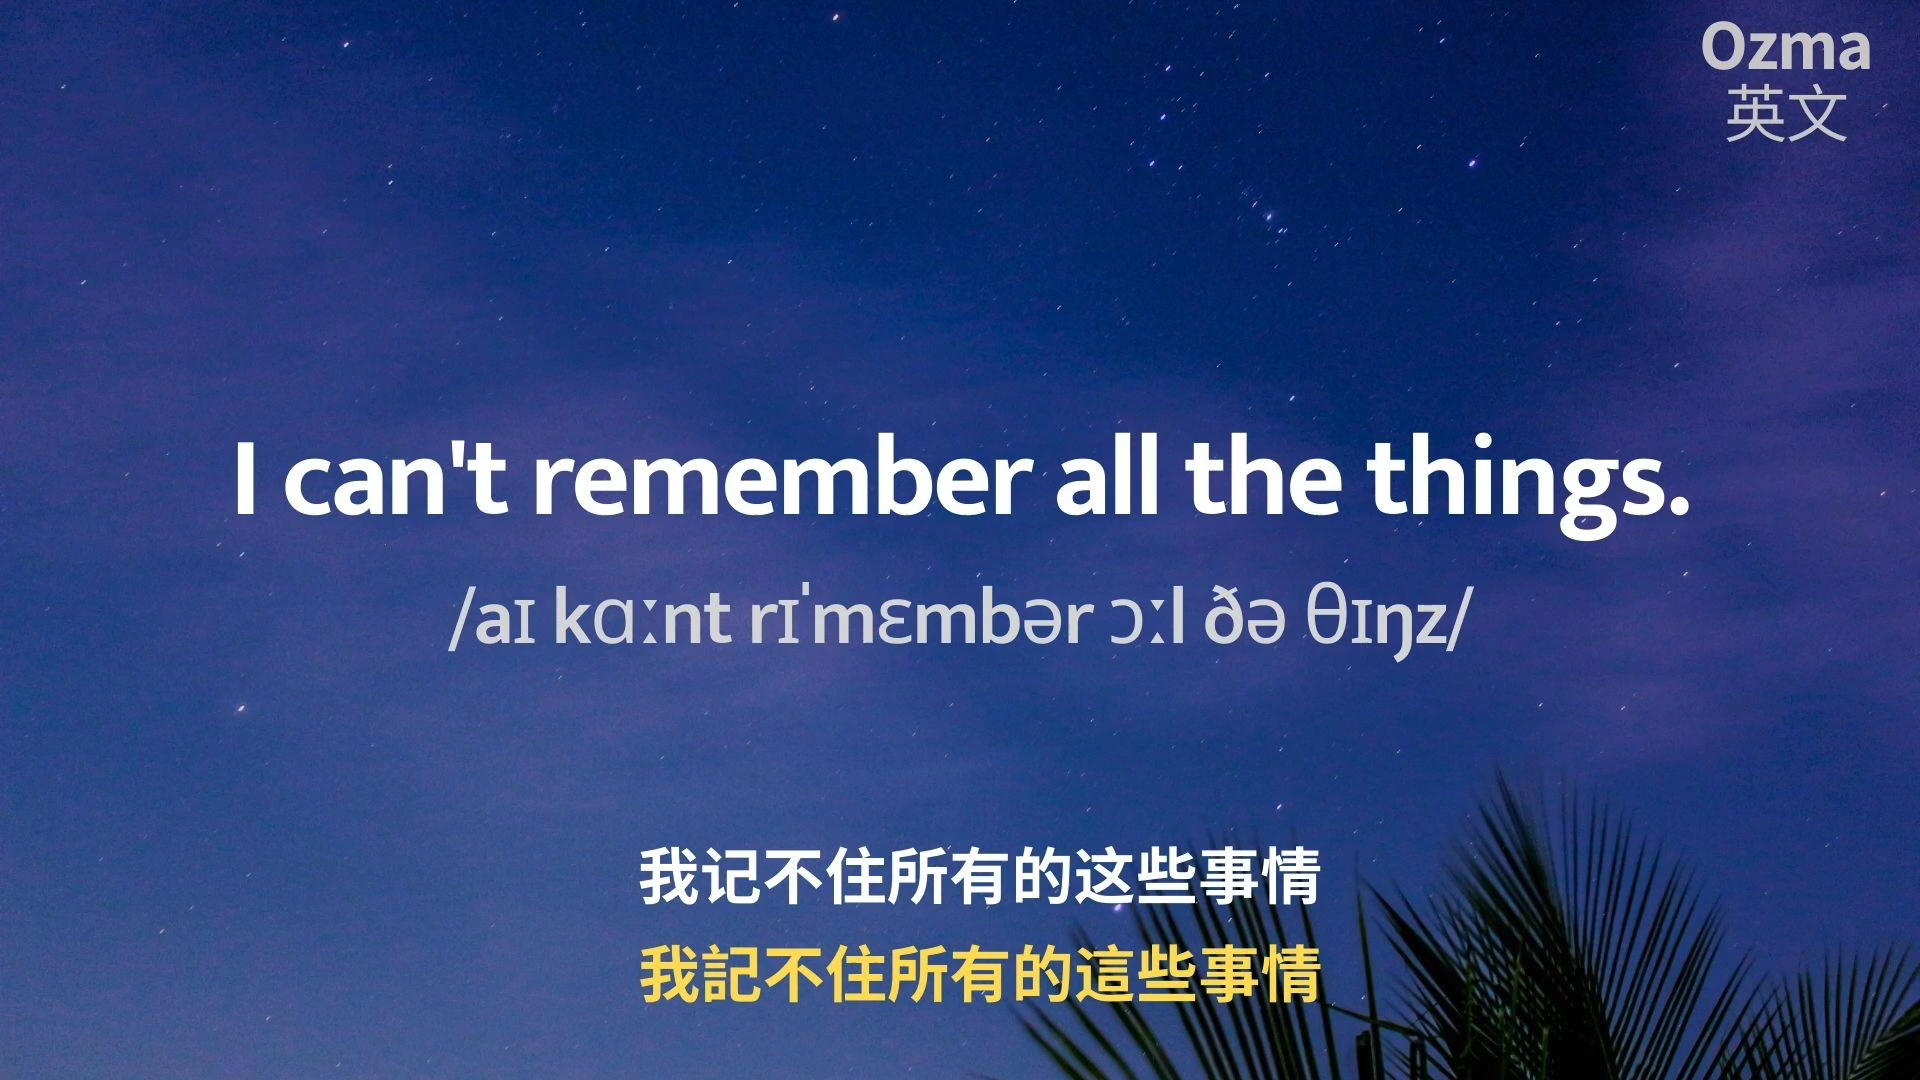 Ozma
英文
I can't remember all the things.
/aɪ kɑːnt rɪˈmɛmbər ɔːl ðə θɪŋz/
我记不住所有的这些事情
我記不住所有的這些事情